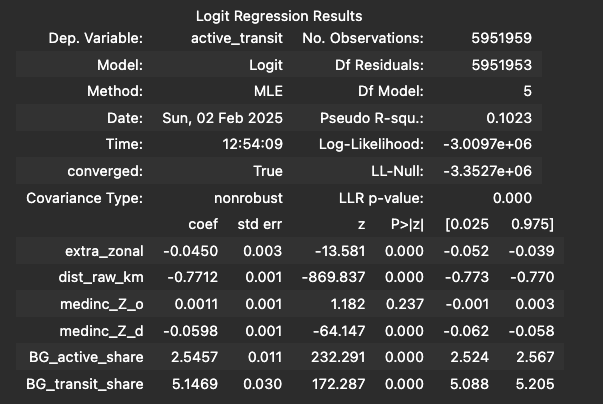 Logit Regression Results
Dep. Variable: active_transit No. Observations: 5951959
Model: Logit Df Residuals: 5951953
Method: MLE Df Model: 5
Date: Sun, 02 Feb 2025 Pseudo R-squ.: 0.1023
Time: 12:54:09 Log-Likelihood: -3.0097e+06
converged: True LL-Null: -3.3527e+06
Covariance Type: nonrobust LLR p-value: 0.000
coef std err z P>|z| [0.025 0.975]
extra_zonal -0.0450 0.003 -13.581 0.000 -0.052 -0.039
dist_raw_km -0.7712 0.001 -869.837 0.000 -0.773 -0.770
medinc_Z_o 0.0011 0.001 1.182 0.237 -0.001 0.003
medinc_Z_d -0.0598 0.001 -64.147 0.000 -0.062 -0.058
BG_active_share 2.5457 0.011 232.291 0.000 2.524 2.567
BG_transit_share 5.1469 0.030 172.287 0.000 5.088 5.205